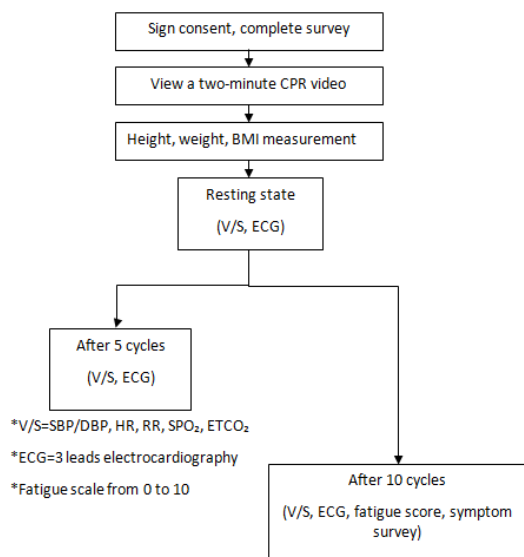 Sign consent, complete survey
View a two-minute CPR video
Height, weight, BMI measurement
Resting state
(V/S, ECG)
After 5 cycles
(V/S, ECG)
*V/S=SBP/DBP, HR, RR, SPO₂, ETCO₂
*ECG=3 leads electrocardiography
*Fatigue scale from 0 to 10
After 10 cycles
(V/S, ECG, fatigue score, symptom
survey)